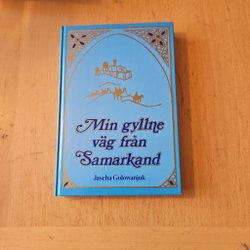 Min gyllne
väg från
Samarkand
Jascha Golowanjuk